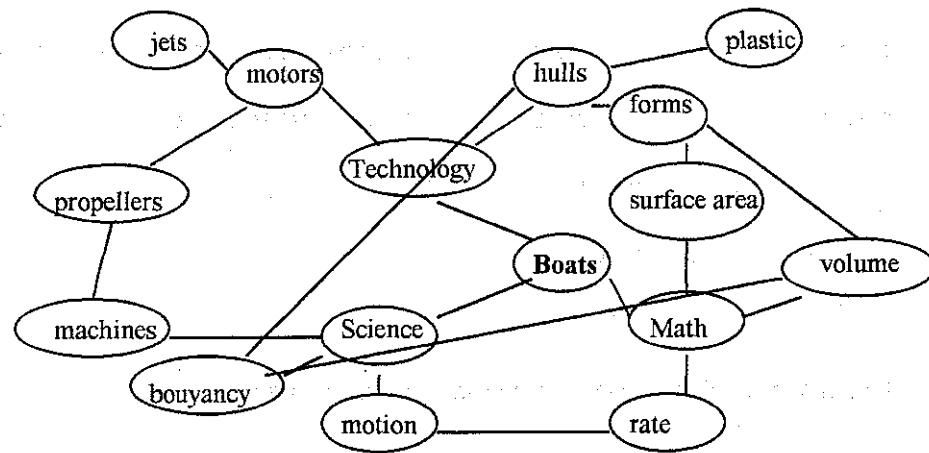 jets
plastic
motors
hulls
forms
Technology
propellers
surface area
Boats
volume
machines
Science
Math
bouyancy
motion
rate